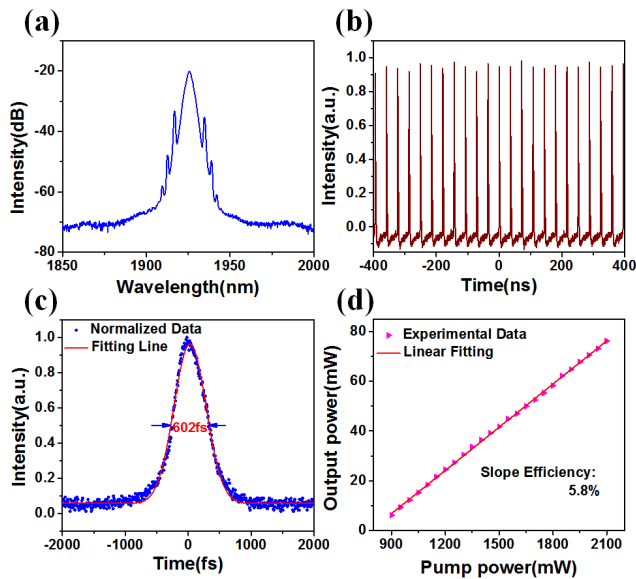 (a)
Intensity(dB)
-20
-40
-60
-80
1850 1900 1950 2000
Wavelength(nm)
(b)
Intensity(a.u.)
1.0
0.8
0.6
0.4
0.2
0.0
-400 -200 0 200 400
Time(ns)
(c)
Normalized Data
Fitting Line
602fs
Intensity(a.u.)
1.0
0.8
0.6
0.4
0.2
0.0
-2000 -1000 0 1000 2000
Time(fs)
(d)
Experimental Data
Linear Fitting
Slope Efficiency:
5.8%
Output power(mW)
80
60
40
20
0
900 1200 1500 1800 2100
Pump power(mW)